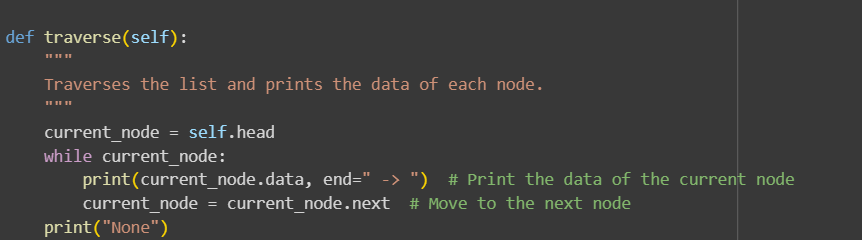 def traverse(self):
    """
    Traverses the list and prints the data of each node.
    """
    current_node = self.head
    while current_node:
        print(current_node.data, end=" -> ")  # Print the data of the current node
        current_node = current_node.next  # Move to the next node
    print("None")